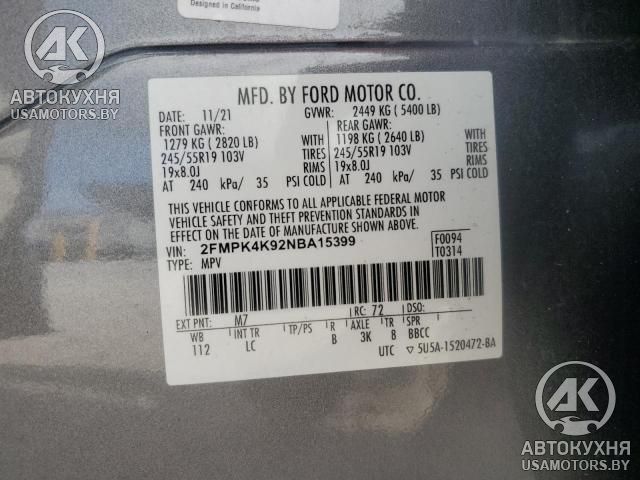 Designed in California
AK
АВТОКУХНЯ
USAMOTORS.BY
MFD. BY FORD MOTOR CO.
DATE: 11/21 GVWR: 2449 KG ( 5400 LB)
FRONT GAWR: REAR GAWR:
1279 KG ( 2820 LB) WITH 1198 KG ( 2640 LB) WITH
245/55R19 103V TIRES 245/55R19 103V TIRES
19x8.0J RIMS 19x8.0J RIMS
AT 240 kPa/ 35 PSI COLD AT 240 kPa/ 35 PSI COLD
THIS VEHICLE CONFORMS TO ALL APPLICABLE FEDERAL MOTOR
VEHICLE SAFETY AND THEFT PREVENTION STANDARDS IN
EFFECT ON THE DATE OF MANUFACTURE SHOWN ABOVE.
VIN: 2FMPK4K92NBA15399 F0094
TYPE: MPV T0314
EXT PNT: M7 RC: 72 DSO:
WB INT TR TP/PS R AXLE TR SPR
112 LC B 3K B BBCC
UTC ▽ 5U5A-1520472-BA
AK
АВТОКУХНЯ
USAMOTORS.BY